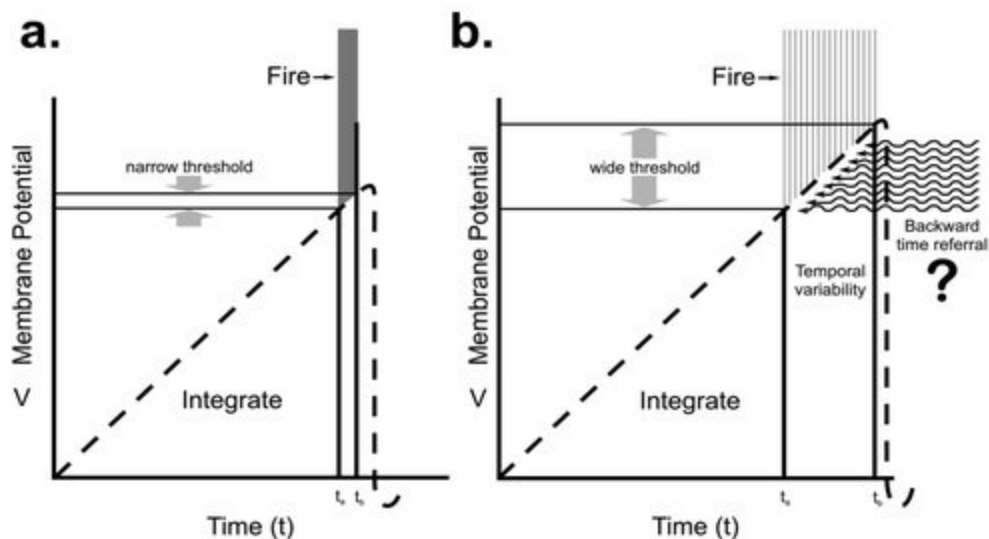 a.
Fire
narrow threshold
< Membrane Potential
Integrate
Time (t)
b.
Fire
wide threshold
Backward
time referral
?
Temporal
variability
< Membrane Potential
Integrate
Time (t)